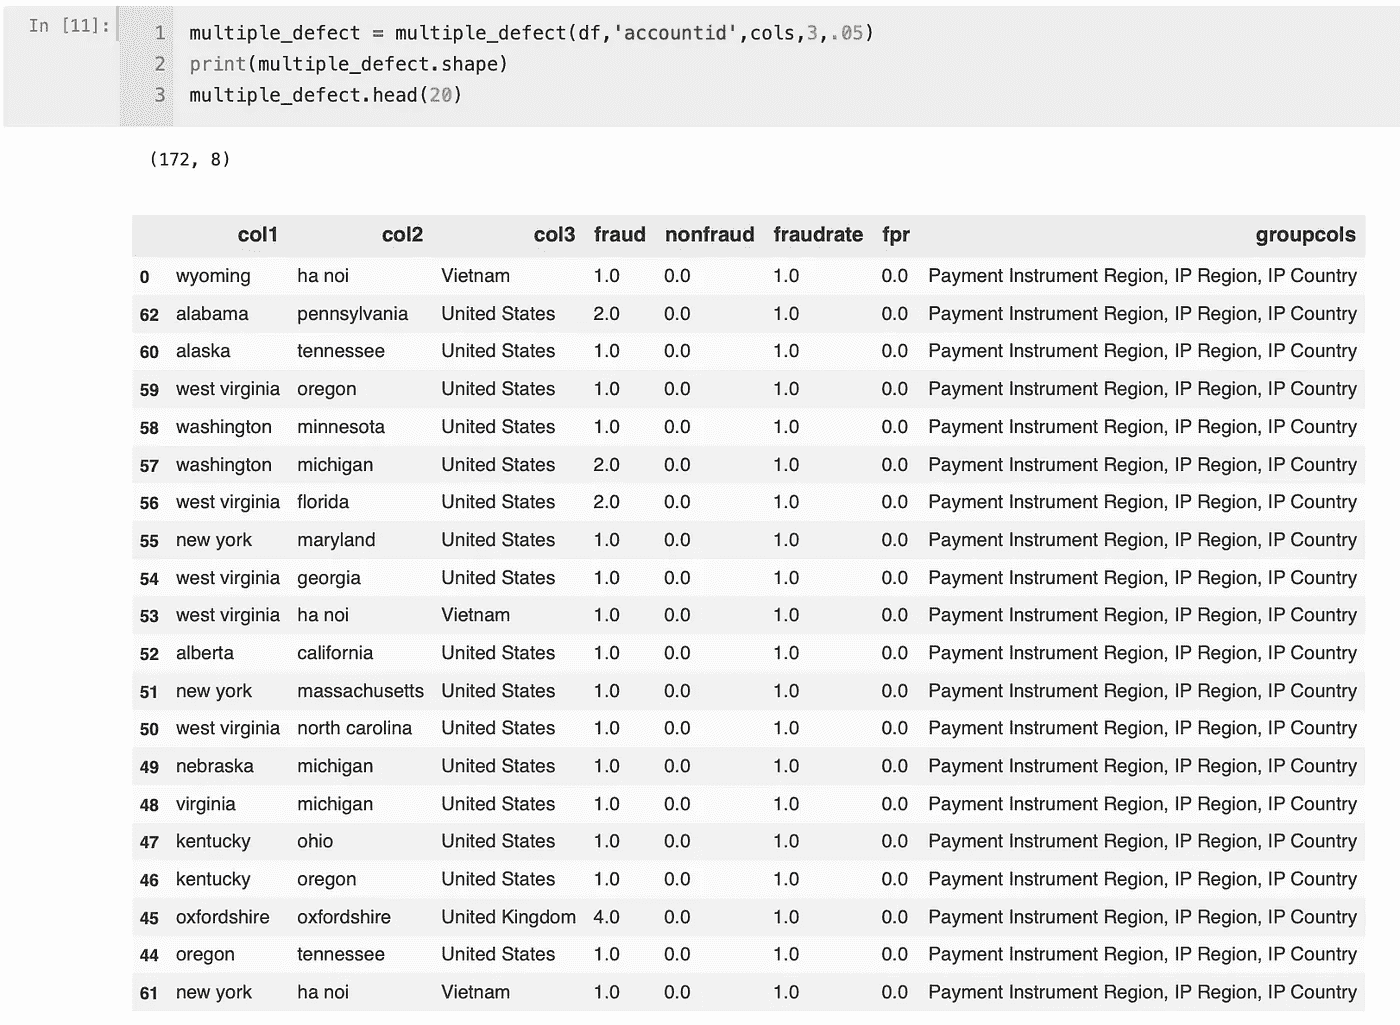 In [11]:
1 multiple_defect = multiple_defect(df,'accountid',cols,3,.05)
2 print(multiple_defect.shape)
3 multiple_defect.head(20)
(172, 8)
col1 col2 col3 fraud nonfraud fraudrate fpr groupcols
0 wyoming ha noi Vietnam 1.0 0.0 1.0 0.0 Payment Instrument Region, IP Region, IP Country
62 alabama pennsylvania United States 2.0 0.0 1.0 0.0 Payment Instrument Region, IP Region, IP Country
60 alaska tennessee United States 1.0 0.0 1.0 0.0 Payment Instrument Region, IP Region, IP Country
59 west virginia oregon United States 1.0 0.0 1.0 0.0 Payment Instrument Region, IP Region, IP Country
58 washington minnesota United States 1.0 0.0 1.0 0.0 Payment Instrument Region, IP Region, IP Country
57 washington michigan United States 2.0 0.0 1.0 0.0 Payment Instrument Region, IP Region, IP Country
56 west virginia florida United States 2.0 0.0 1.0 0.0 Payment Instrument Region, IP Region, IP Country
55 new york maryland United States 1.0 0.0 1.0 0.0 Payment Instrument Region, IP Region, IP Country
54 west virginia georgia United States 1.0 0.0 1.0 0.0 Payment Instrument Region, IP Region, IP Country
53 west virginia ha noi Vietnam 1.0 0.0 1.0 0.0 Payment Instrument Region, IP Region, IP Country
52 alberta california United States 1.0 0.0 1.0 0.0 Payment Instrument Region, IP Region, IP Country
51 new york massachusetts United States 1.0 0.0 1.0 0.0 Payment Instrument Region, IP Region, IP Country
50 west virginia north carolina United States 1.0 0.0 1.0 0.0 Payment Instrument Region, IP Region, IP Country
49 nebraska michigan United States 1.0 0.0 1.0 0.0 Payment Instrument Region, IP Region, IP Country
48 virginia michigan United States 1.0 0.0 1.0 0.0 Payment Instrument Region, IP Region, IP Country
47 kentucky ohio United States 1.0 0.0 1.0 0.0 Payment Instrument Region, IP Region, IP Country
46 kentucky oregon United States 1.0 0.0 1.0 0.0 Payment Instrument Region, IP Region, IP Country
45 oxfordshire oxfordshire United Kingdom 4.0 0.0 1.0 0.0 Payment Instrument Region, IP Region, IP Country
44 oregon tennessee United States 1.0 0.0 1.0 0.0 Payment Instrument Region, IP Region, IP Country
61 new york ha noi Vietnam 1.0 0.0 1.0 0.0 Payment Instrument Region, IP Region, IP Country